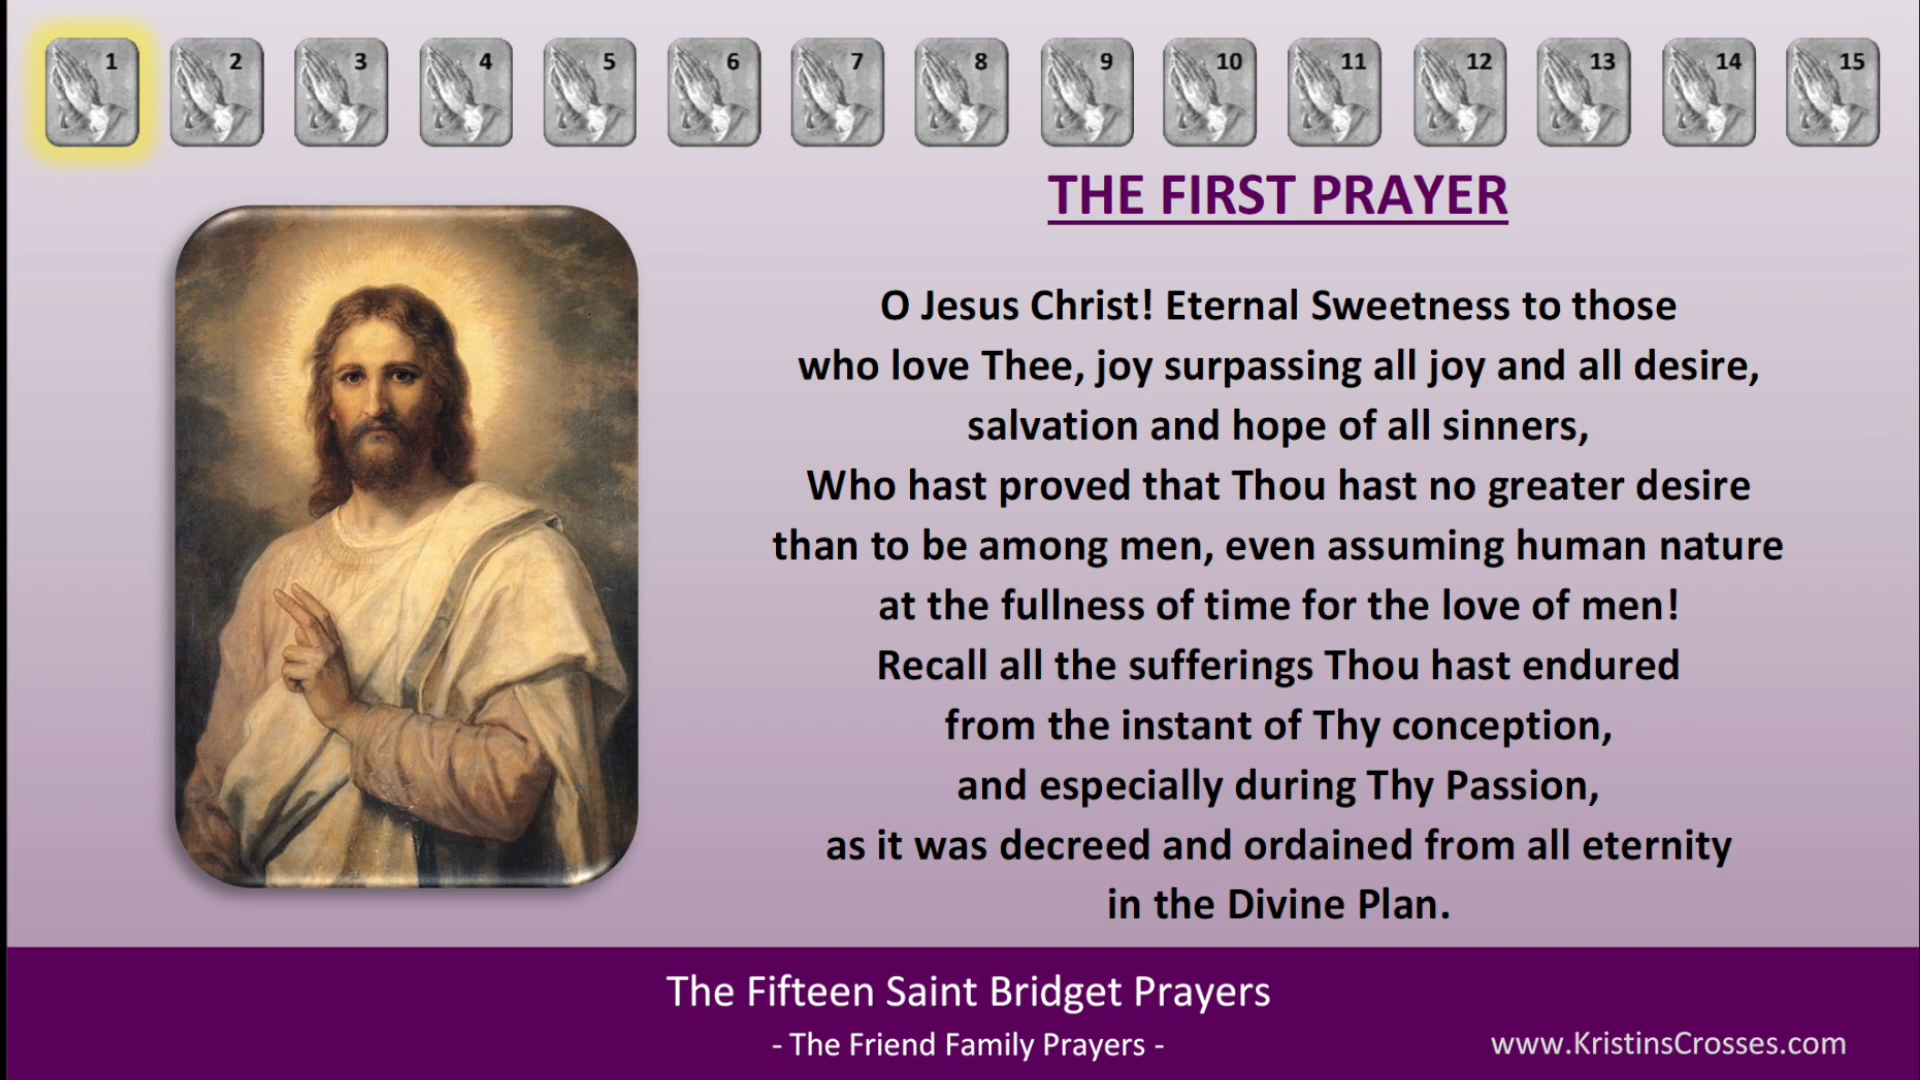 1 2 3 4 5 6 7 8 9 10 11 12 13 14 15
THE FIRST PRAYER
O Jesus Christ! Eternal Sweetness to those
who love Thee, joy surpassing all joy and all desire,
salvation and hope of all sinners,
Who hast proved that Thou hast no greater desire
than to be among men, even assuming human nature
at the fullness of time for the love of men!
Recall all the sufferings Thou hast endured
from the instant of Thy conception,
and especially during Thy Passion,
as it was decreed and ordained from all eternity
in the Divine Plan.
The Fifteen Saint Bridget Prayers
- The Friend Family Prayers -
www.KristinsCrosses.com